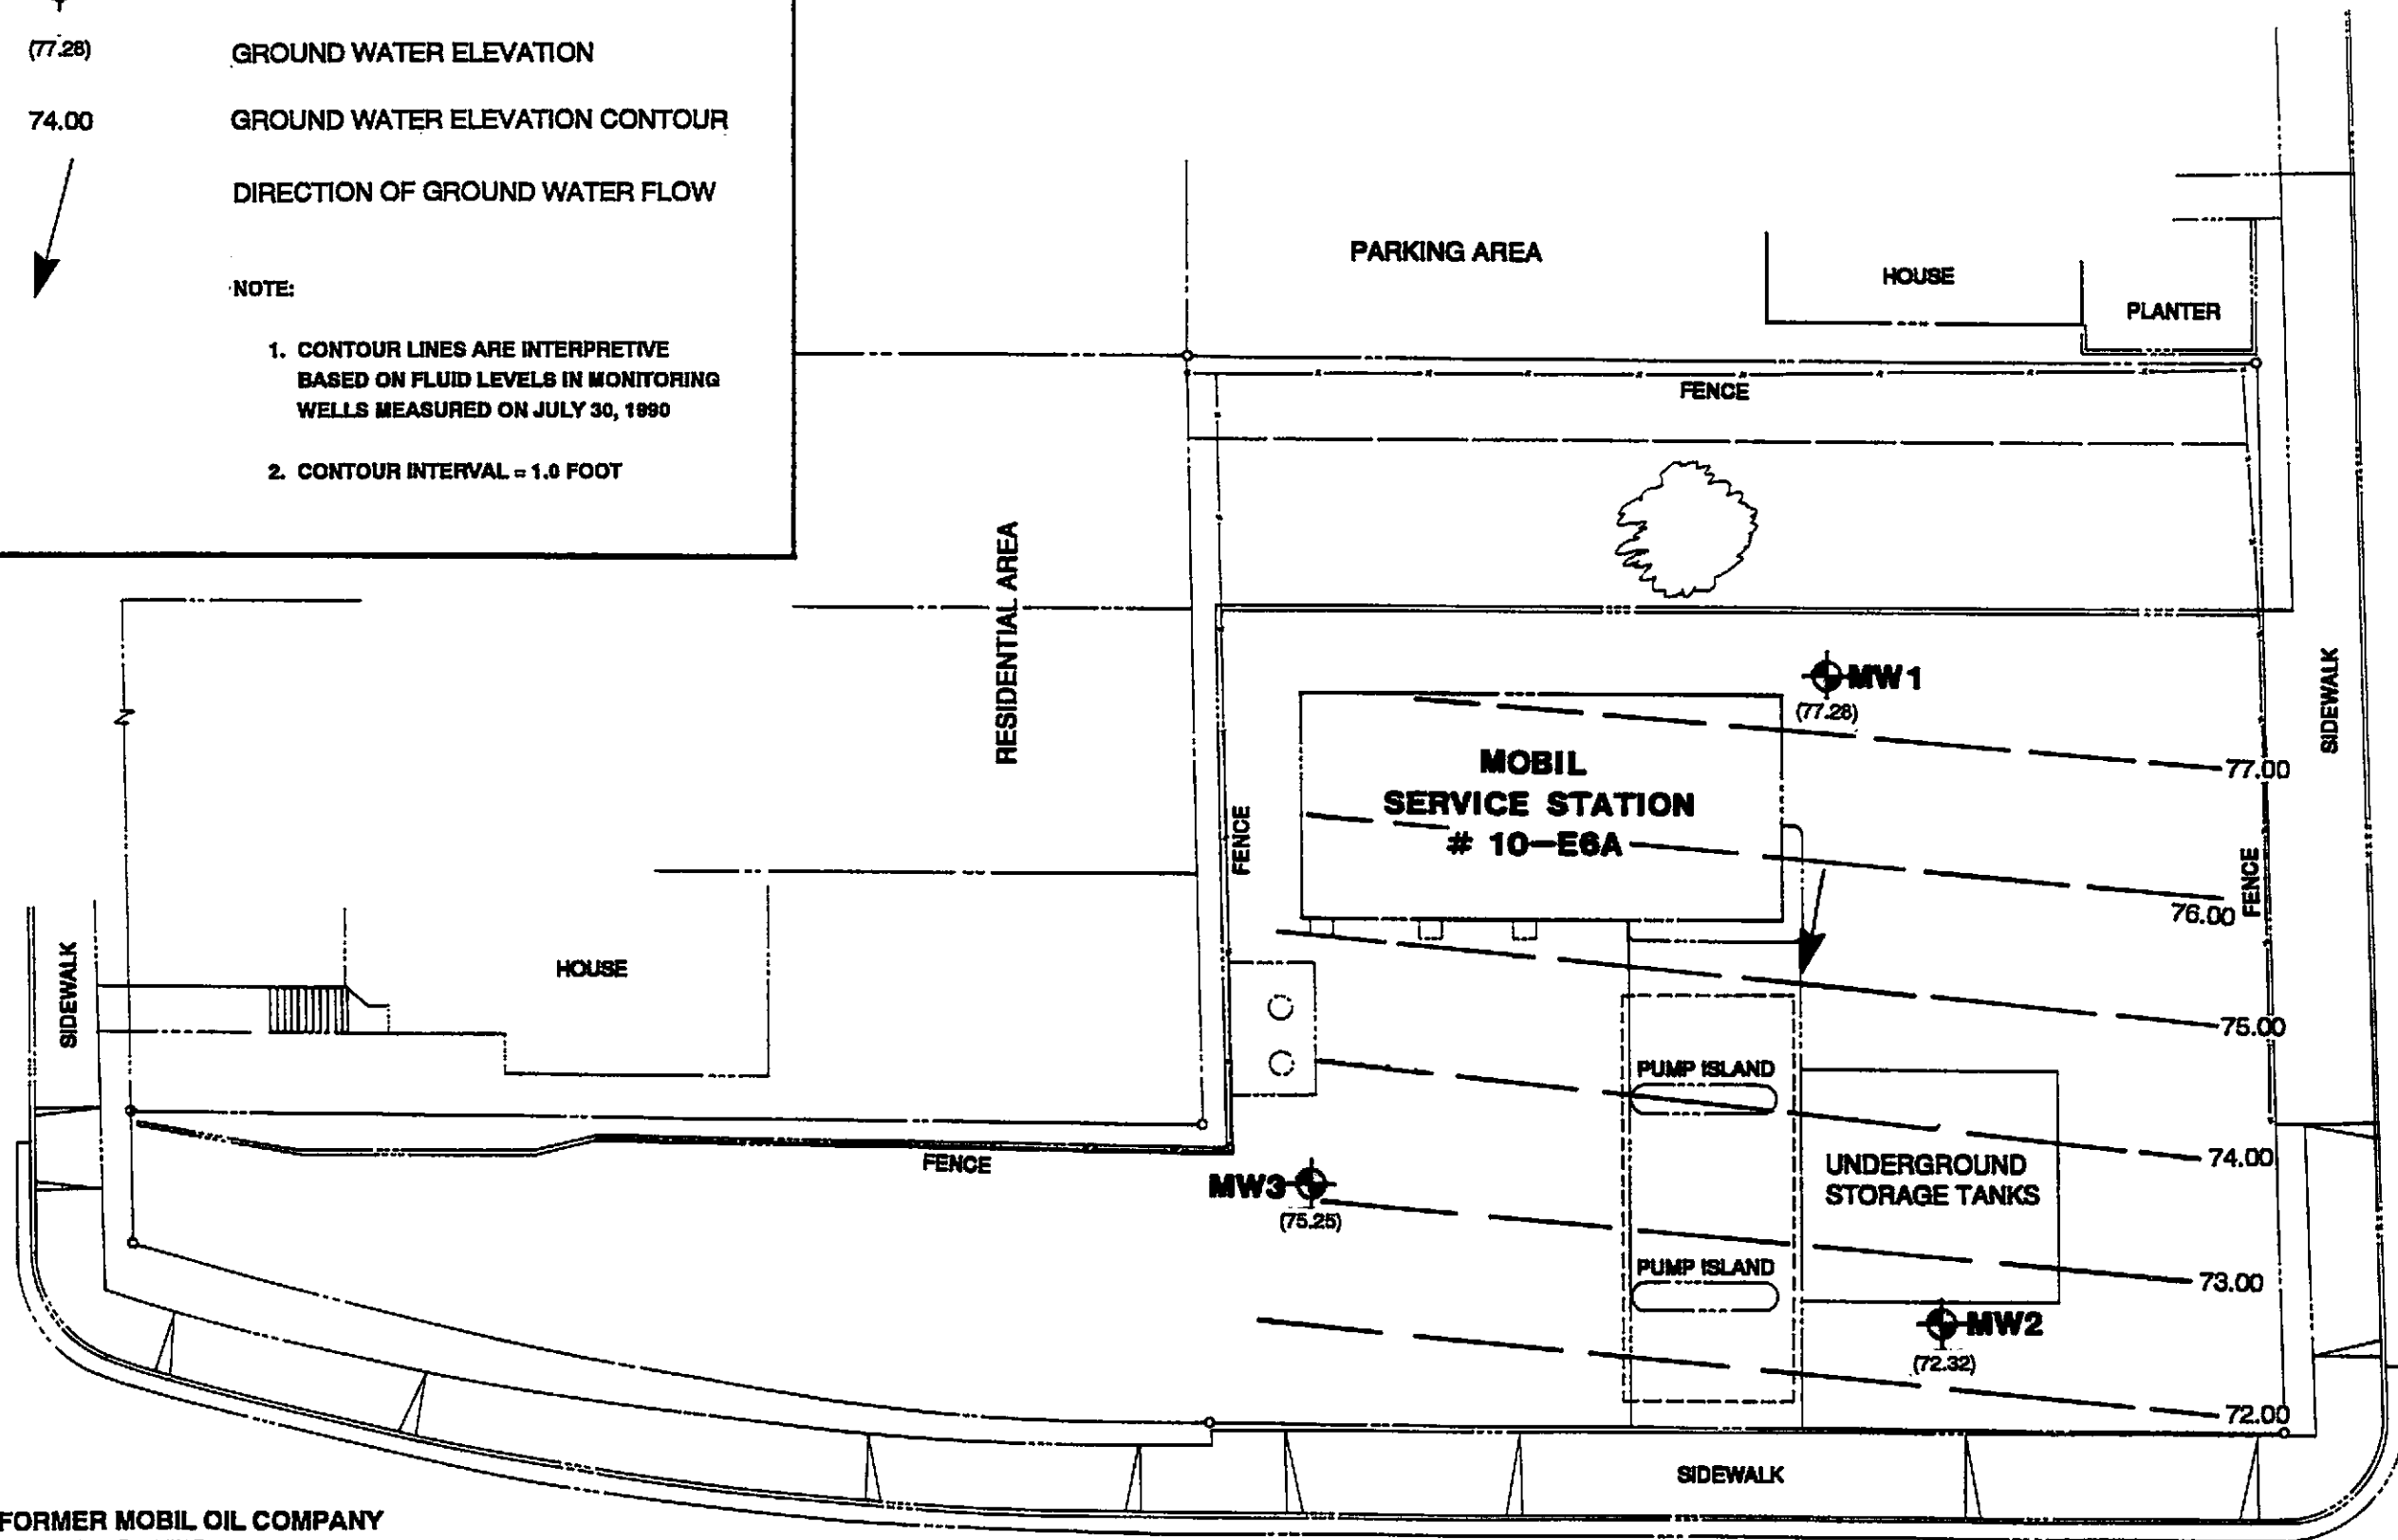 (77.28) GROUND WATER ELEVATION
74.00 GROUND WATER ELEVATION CONTOUR
DIRECTION OF GROUND WATER FLOW
NOTE:
1. CONTOUR LINES ARE INTERPRETIVE
BASED ON FLUID LEVELS IN MONITORING
WELLS MEASURED ON JULY 30, 1990
2. CONTOUR INTERVAL = 1.0 FOOT
PARKING AREA
HOUSE
PLANTER
FENCE
RESIDENTIAL AREA
SIDEWALK
MW1
(77.28)
77.00
MOBIL
SERVICE STATION
# 10-E6A
FENCE
FENCE
76.00
SIDEWALK
HOUSE
75.00
PUMP ISLAND
74.00
UNDERGROUND
STORAGE TANKS
FENCE
MW3
(75.25)
PUMP ISLAND
73.00
MW2
(72.32)
72.00
SIDEWALK
FORMER MOBIL OIL COMPANY